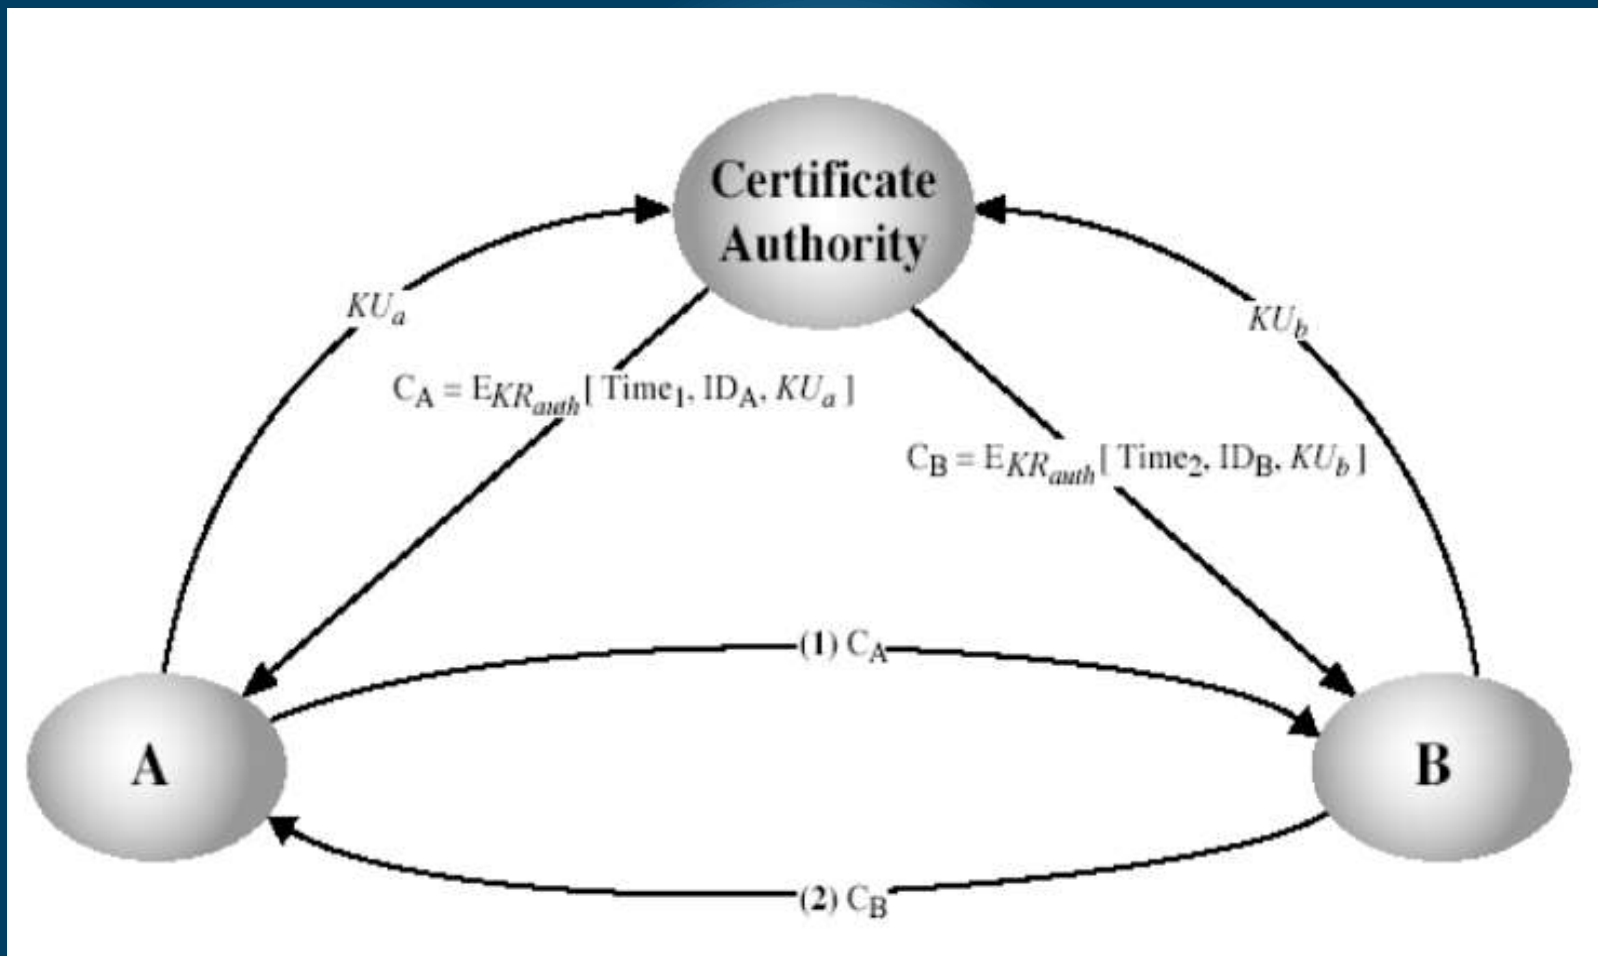 Certificate
Authority
KUa
KUb
CA = EKRauth[ Time1, IDA, KUa ]
CB = EKRauth[ Time2, IDB, KUb ]
(1) CA
A
B
(2) CB